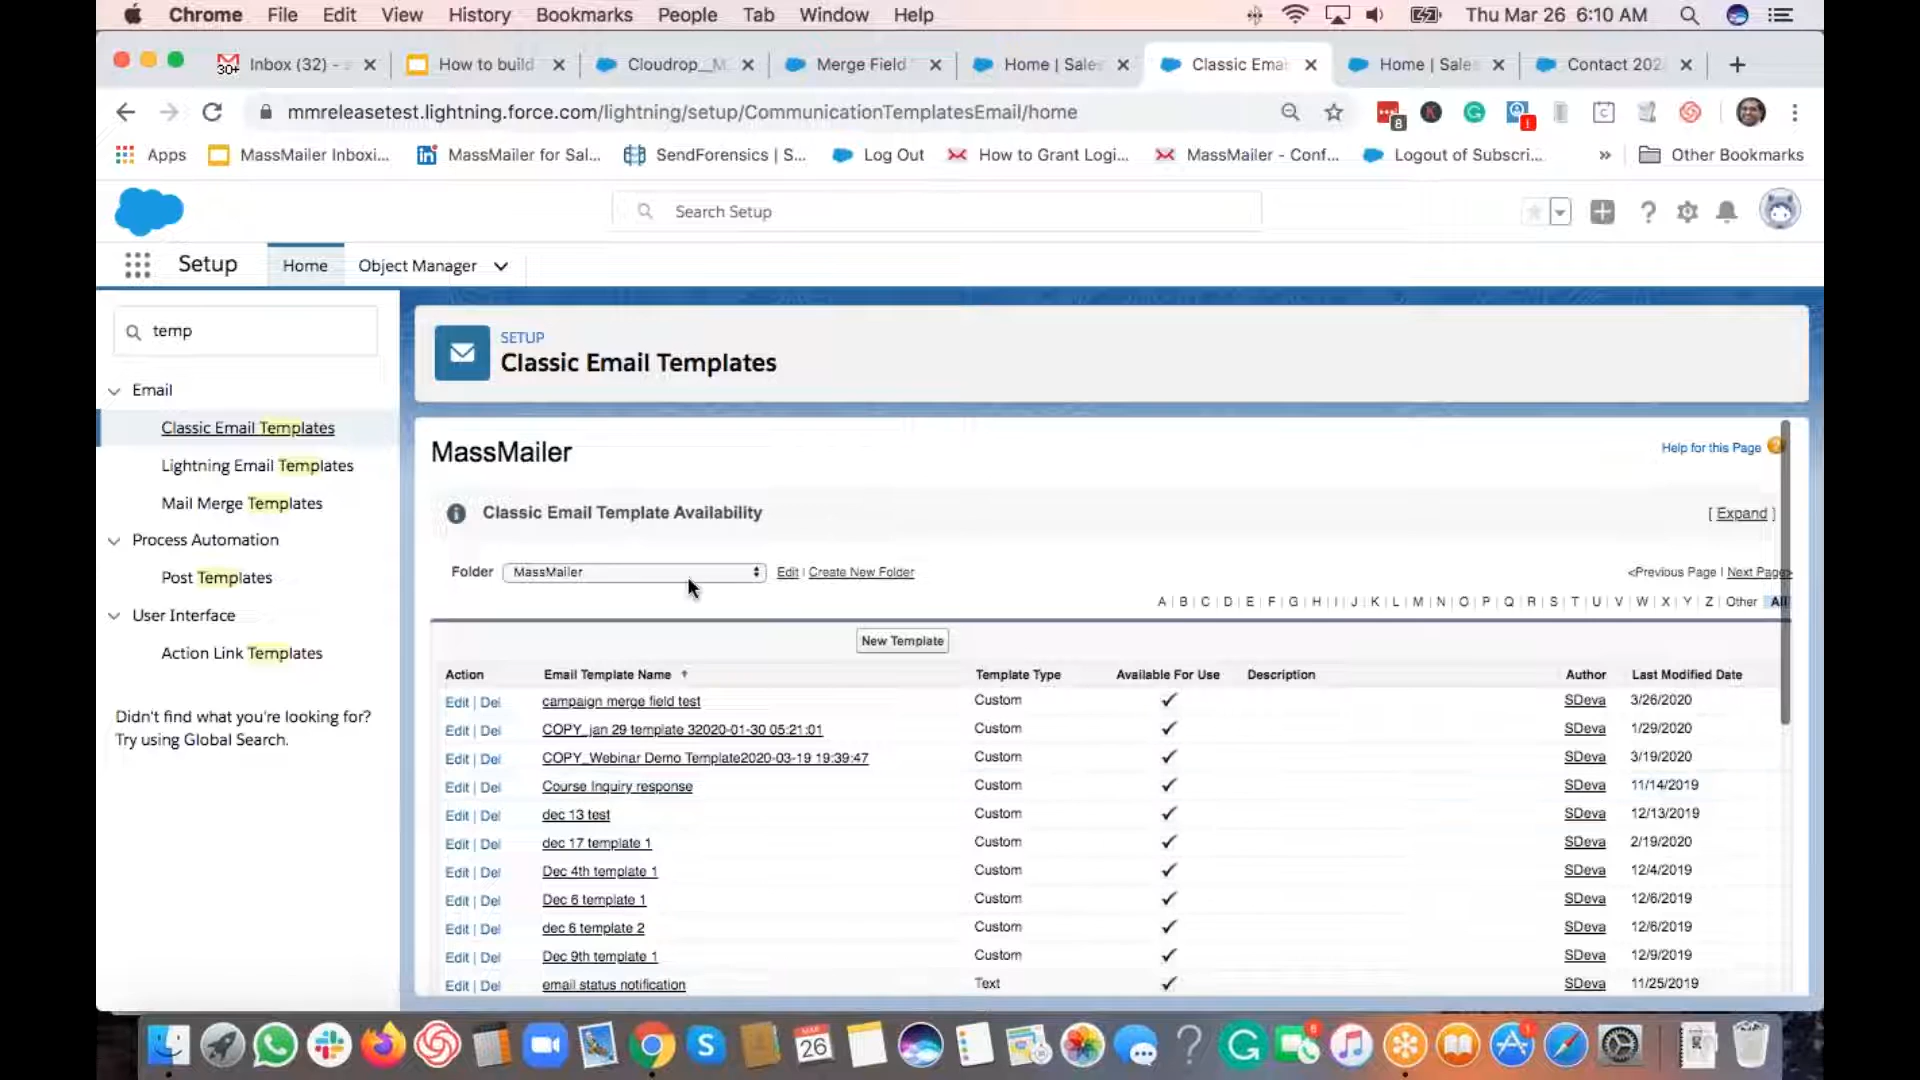 Chrome File Edit View History Bookmarks People Tab Window Help Thu Mar 26 6:10 AM
30+ Inbox (32) - How to build Cloudrop__M Merge Field Home | Sales Classic Emai Home | Sales Contact 202
mmreleasetest.lightning.force.com/lightning/setup/CommunicationTemplatesEmail/home
8
Apps MassMailer Inboxi... MassMailer for Sal... SendForensics | S... Log Out How to Grant Logi... MassMailer - Conf... Logout of Subscri... » Other Bookmarks
Search Setup
Setup Home Object Manager
temp
SETUP
Classic Email Templates
Email
Classic Email Templates
Lightning Email Templates
Mail Merge Templates
Process Automation
Post Templates
User Interface
Action Link Templates
Didn't find what you're looking for?
Try using Global Search.
MassMailer
Help for this Page
Classic Email Template Availability
[ Expand ]
Folder MassMailer Edit | Create New Folder
<Previous Page | Next Page>
A | B | C | D | E | F | G | H | I | J | K | L | M | N | O | P | Q | R | S | T | U | V | W | X | Y | Z | Other All
New Template
Action Email Template Name Template Type Available For Use Description Author Last Modified Date
Edit | Del campaign merge field test Custom SDeva 3/26/2020
Edit | Del COPY_jan 29 template 32020-01-30 05:21:01 Custom SDeva 1/29/2020
Edit | Del COPY_Webinar Demo Template2020-03-19 19:39:47 Custom SDeva 3/19/2020
Edit | Del Course Inquiry response Custom SDeva 11/14/2019
Edit | Del dec 13 test Custom SDeva 12/13/2019
Edit | Del dec 17 template 1 Custom SDeva 2/19/2020
Edit | Del Dec 4th template 1 Custom SDeva 12/4/2019
Edit | Del Dec 6 template 1 Custom SDeva 12/6/2019
Edit | Del dec 6 template 2 Custom SDeva 12/6/2019
Edit | Del Dec 9th template 1 Custom SDeva 12/9/2019
Edit | Del email status notification Text SDeva 11/25/2019
MAR
26